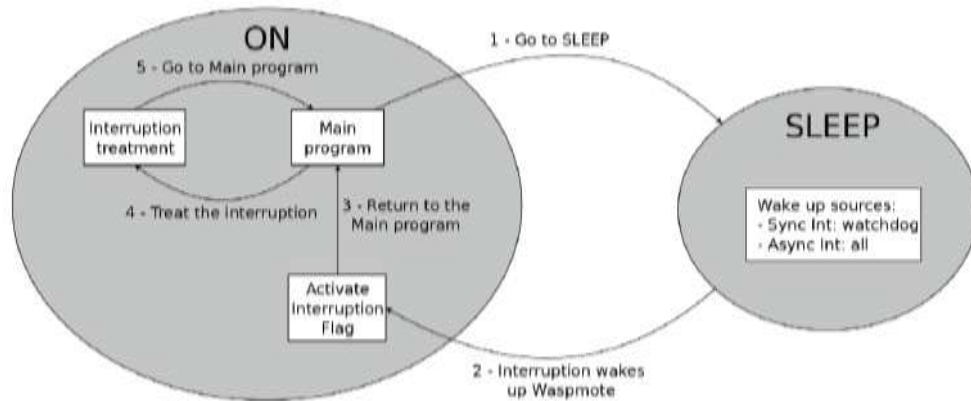 ON
1 - Go to SLEEP
5 - Go to Main program
Interruption
treatment
Main
program
SLEEP
4 - Treat the interruption
3 - Return to the
Main program
Wake up sources:
- Sync Int: watchdog
- Async Int: all
Activate
Interruption
Flag
2 - Interruption wakes
up Waspmote